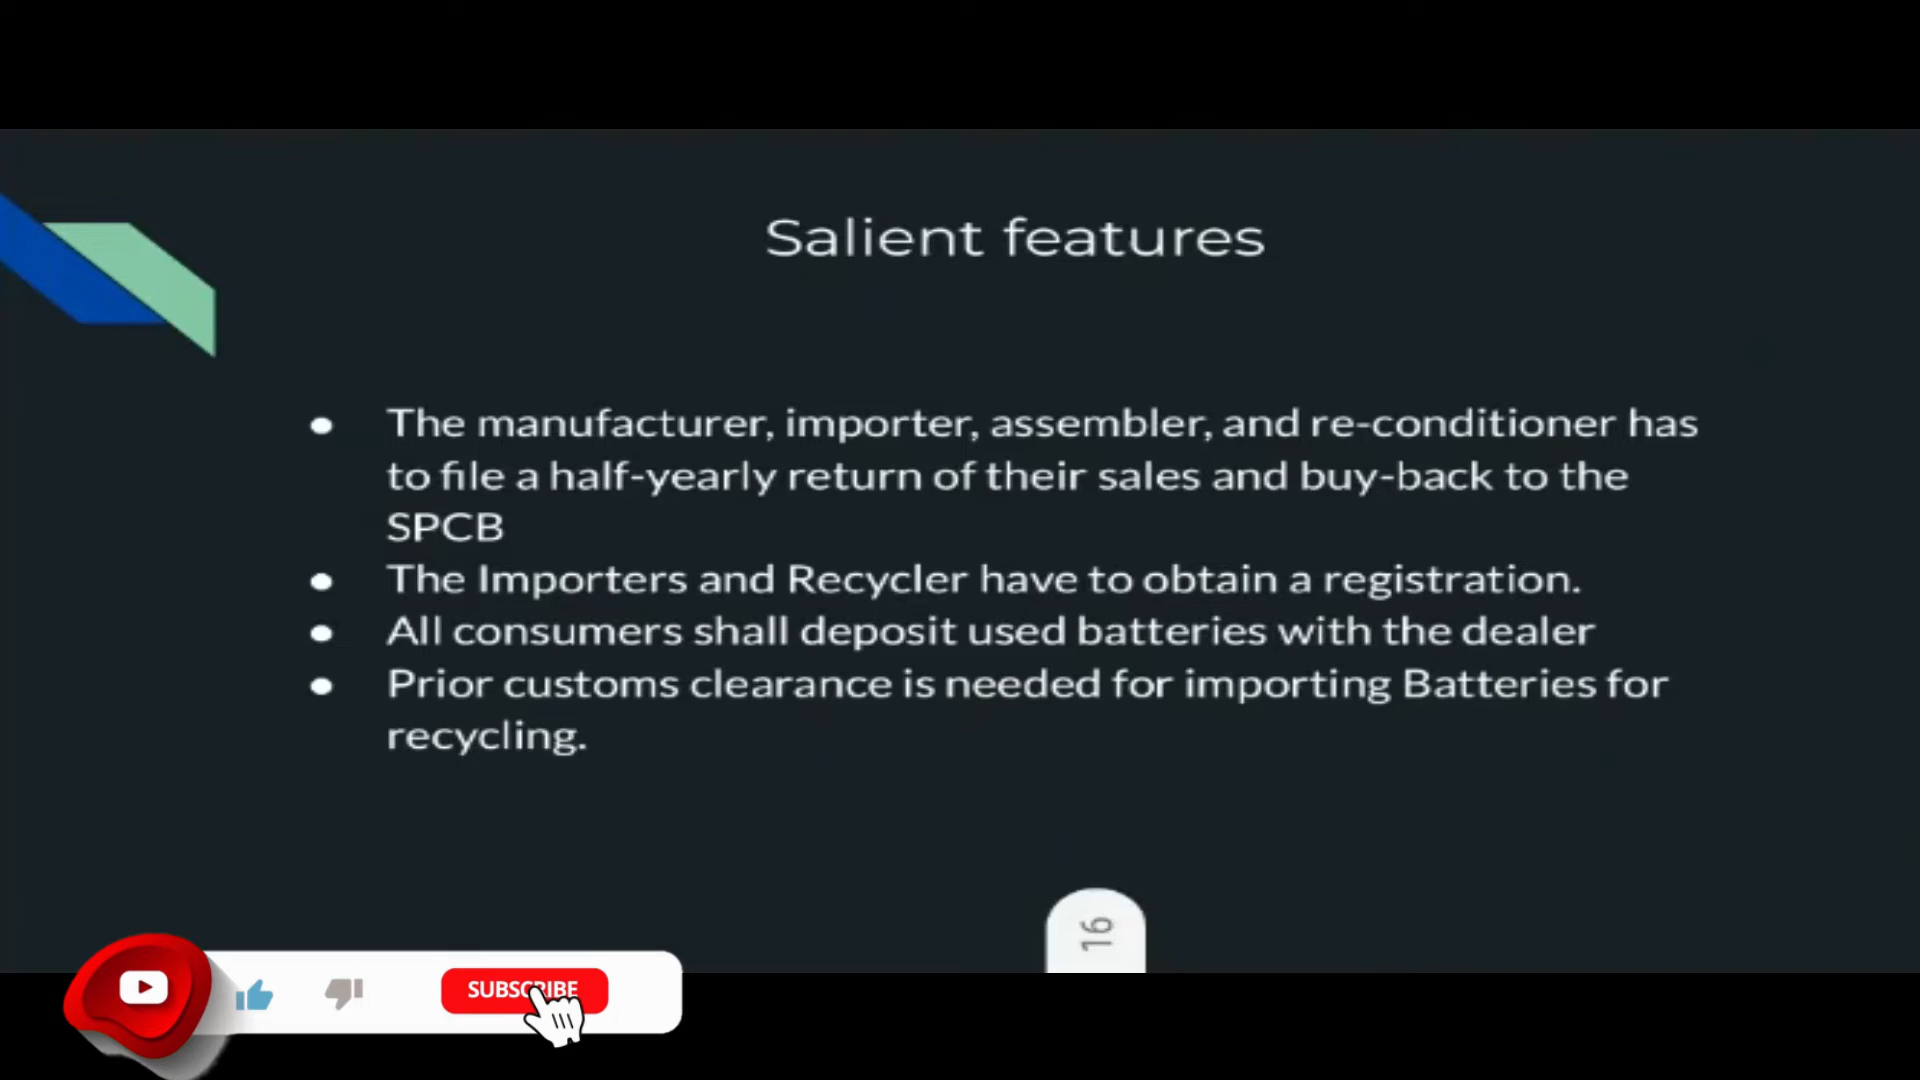 Salient features
● The manufacturer, importer, assembler, and re-conditioner has
to file a half-yearly return of their sales and buy-back to the
SPCB
● The Importers and Recycler have to obtain a registration.
● All consumers shall deposit used batteries with the dealer
● Prior customs clearance is needed for importing Batteries for
recycling.
16
SUBSCRIBE